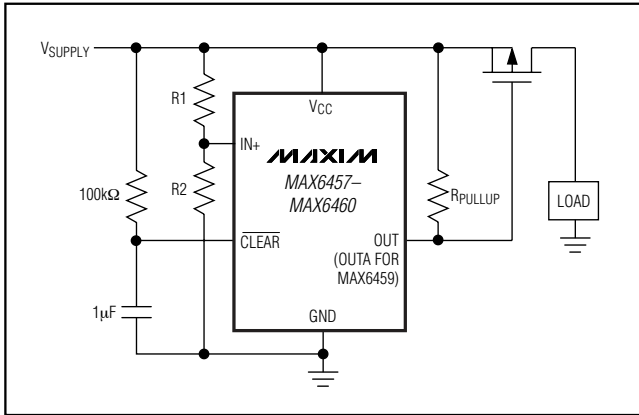 VSUPPLY
R1
VCC
IN+
MAXIM
MAX6457–
MAX6460
R2
100kΩ
RPULLUP
LOAD
CLEAR
OUT
(OUTA FOR
MAX6459)
1μF
GND